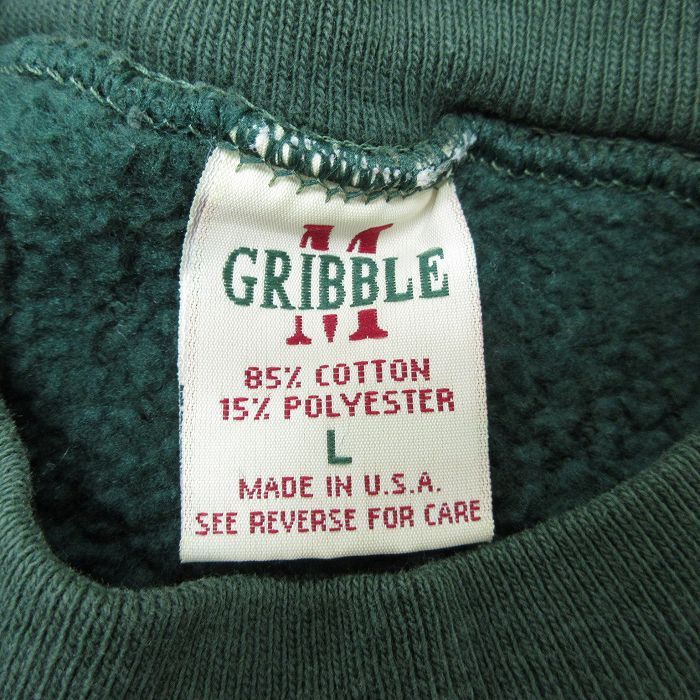 M
GRIBBLE
85% COTTON
15% POLYESTER
L
MADE IN U.S.A.
SEE REVERSE FOR CARE